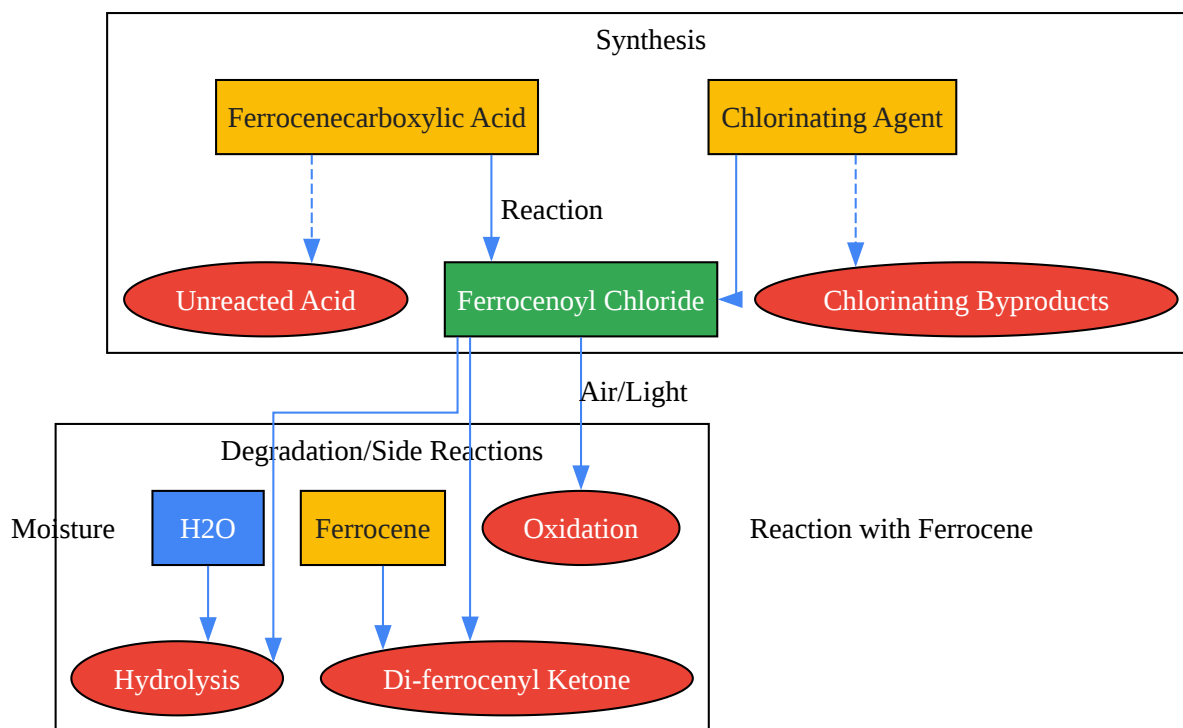 Synthesis
Ferrocenecarboxylic Acid
Chlorinating Agent
Reaction
Unreacted Acid
Ferrocenoyl Chloride
Chlorinating Byproducts
Air/Light
Degradation/Side Reactions
Moisture
H2O
Ferrocene
Oxidation
Reaction with Ferrocene
Hydrolysis
Di-ferrocenyl Ketone